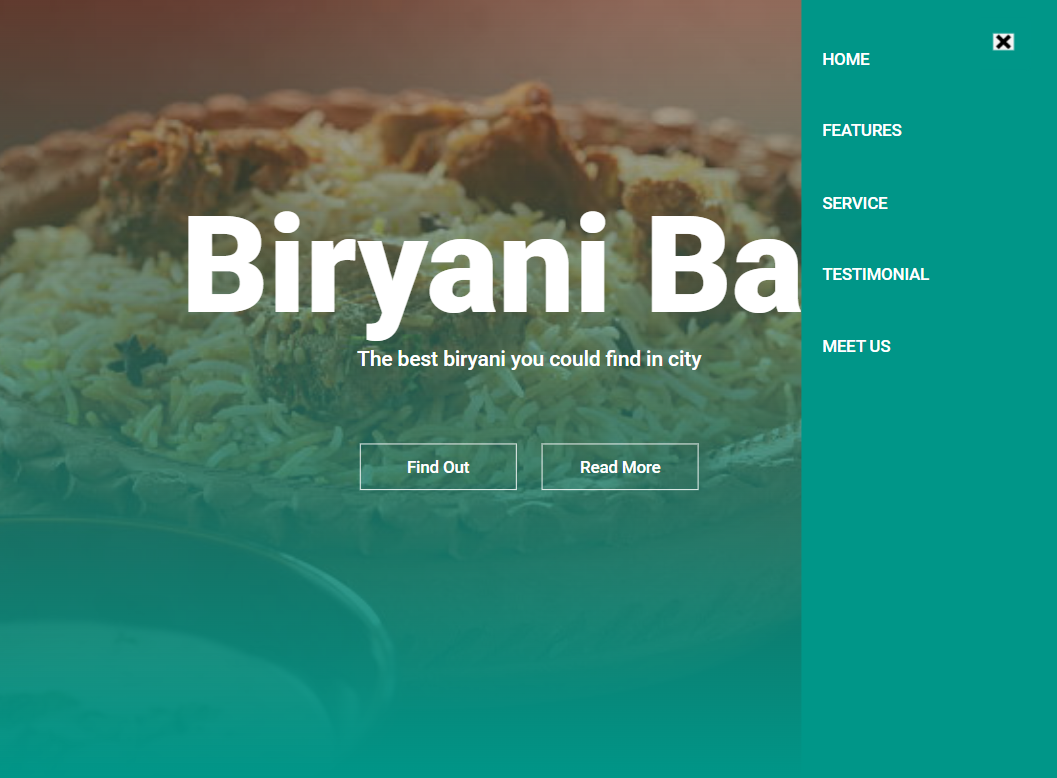 Biryani Ba
The best biryani you could find in city
Find Out
Read More
HOME
FEATURES
SERVICE
TESTIMONIAL
MEET US